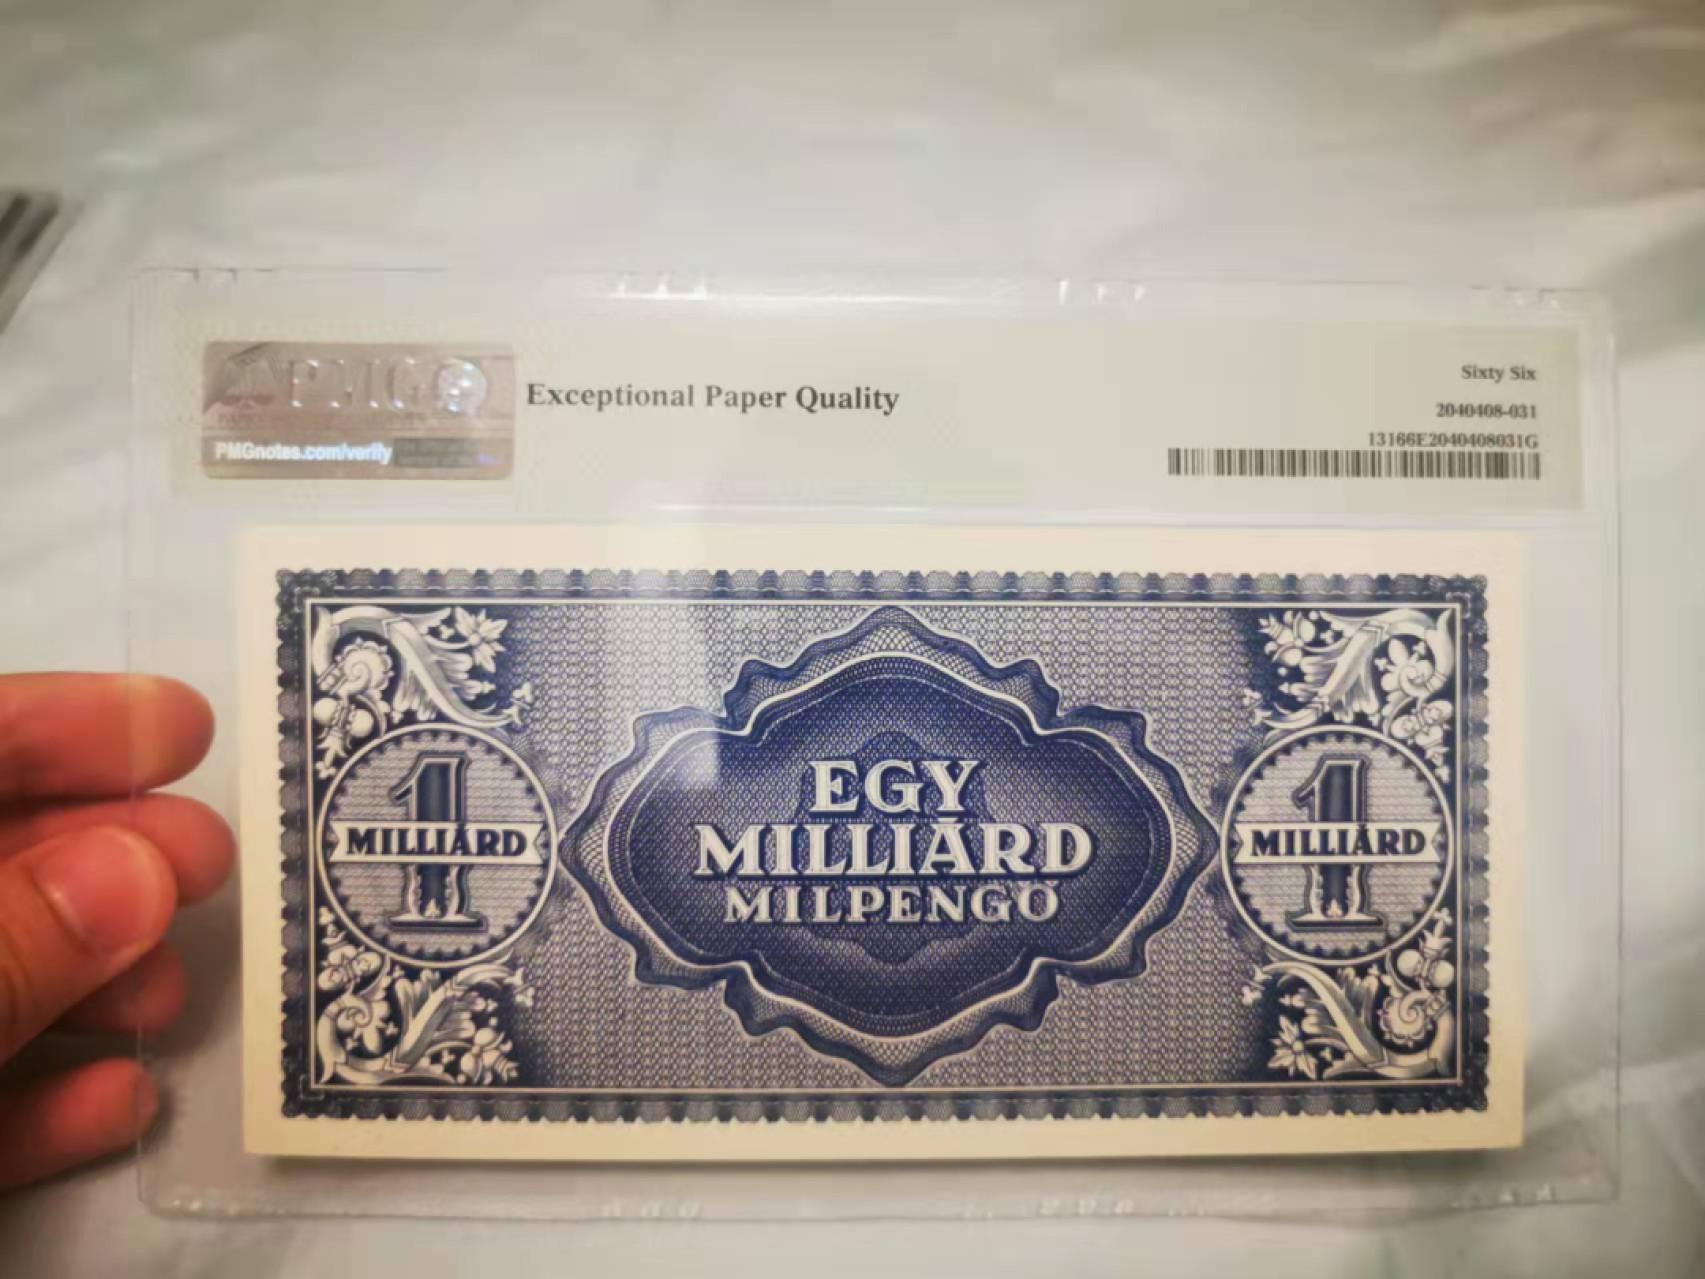 PMG
PMGnotes.com/verify
Exceptional Paper Quality
Sixty Six
2040408-031
13166E2040408031G
1
MILLIÁRD
EGY
MILLIÁRD
MILPENGŐ
1
MILLIÁRD